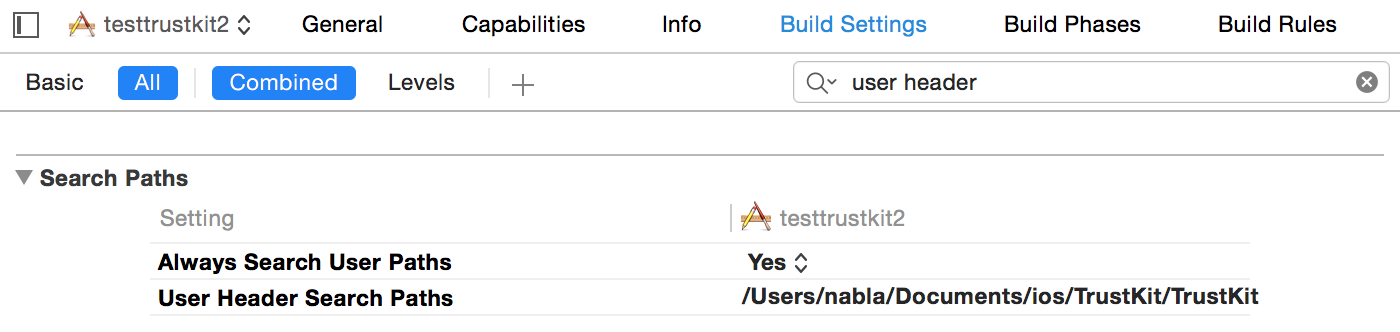 testtrustkit2 General Capabilities Info Build Settings Build Phases Build Rules
Basic All Combined Levels + user header
Search Paths
Setting testtrustkit2
Always Search User Paths Yes
User Header Search Paths /Users/nabla/Documents/ios/TrustKit/TrustKit